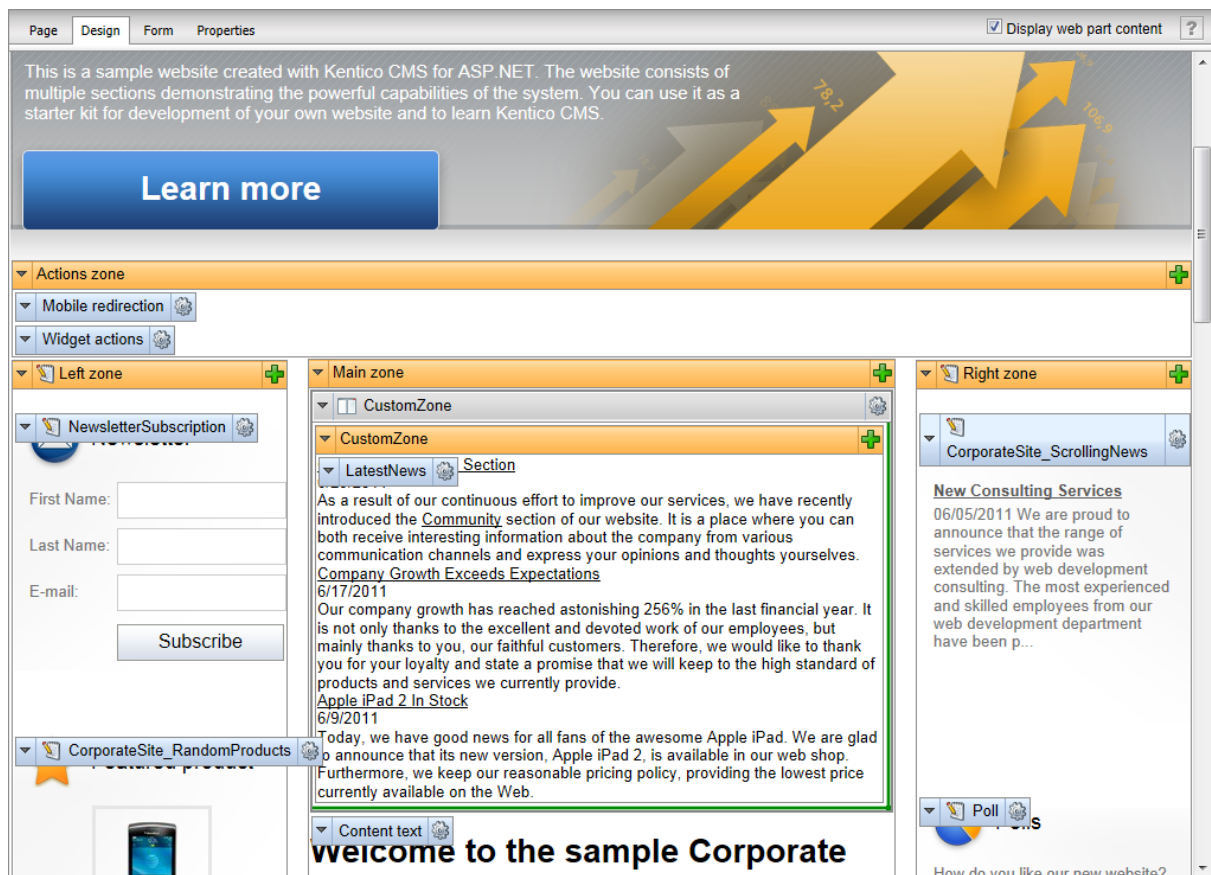 Page Design Form Properties Display web part content ?
This is a sample website created with Kentico CMS for ASP.NET. The website consists of
multiple sections demonstrating the powerful capabilities of the system. You can use it as a
starter kit for development of your own website and to learn Kentico CMS.
78,2
106,9
Learn more
Actions zone
Mobile redirection
Widget actions
Left zone
NewsletterSubscription
First Name:
Last Name:
E-mail:
Subscribe
CorporateSite_RandomProducts
Featured product
Main zone
CustomZone
CustomZone
LatestNews Section
As a result of our continuous effort to improve our services, we have recently
introduced the Community section of our website. It is a place where you can
both receive interesting information about the company from various
communication channels and express your opinions and thoughts yourselves.
Company Growth Exceeds Expectations
6/17/2011
Our company growth has reached astonishing 256% in the last financial year. It
is not only thanks to the excellent and devoted work of our employees, but
mainly thanks to you, our faithful customers. Therefore, we would like to thank
you for your loyalty and state a promise that we will keep to the high standard of
products and services we currently provide.
Apple iPad 2 In Stock
6/9/2011
Today, we have good news for all fans of the awesome Apple iPad. We are glad
to announce that its new version, Apple iPad 2, is available in our web shop.
Furthermore, we keep our reasonable pricing policy, providing the lowest price
currently available on the Web.
Content text
Welcome to the sample Corporate
Right zone
CorporateSite_ScrollingNews
New Consulting Services
06/05/2011 We are proud to
announce that the range of
services we provide was
extended by web development
consulting. The most experienced
and skilled employees from our
web development department
have been p...
Poll
Polls
How do you like our new website?